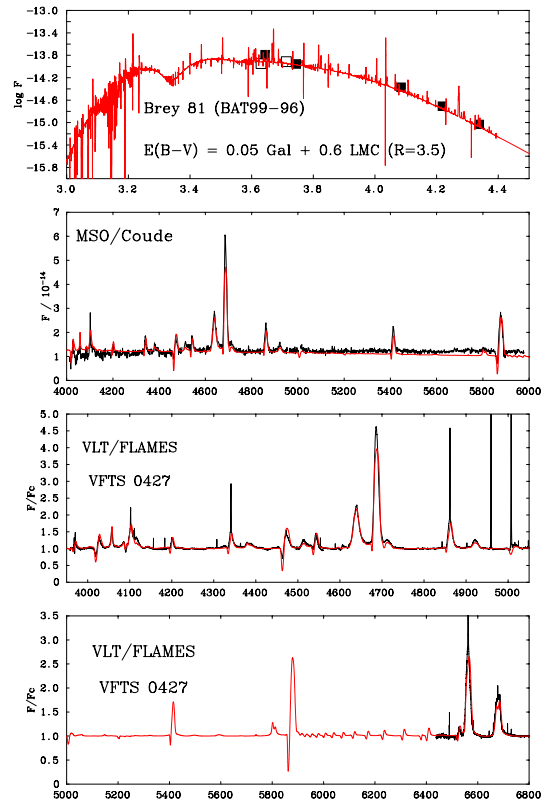 -13.0
-13.8
-14.6
-15.0
-15.8
log F
Brey 81 (BAT99-96)
E(B-V) = 0.05 Gal + 0.6 LMC (R=3.5)
3.0 3.2 3.4 3.6 3.8 4.0 4.2 4.4
7
6
5
4
3
2
1
0
F / 10⁻¹⁴
MSO/Coude
4000 4200 4400 4600 4800 5000 5200 5400 5600 5800 6000
5.0
4.5
4.0
3.5
3.0
2.5
2.0
1.5
1.0
0.5
0
F/Fc
VLT/FLAMES
VFTS 0427
4000 4100 4200 4300 4400 4500 4600 4700 4800 4900 5000
3.5
3.0
2.5
2.0
1.5
1.0
0.5
0
F/Fc
VLT/FLAMES
VFTS 0427
5000 5200 5400 5600 5800 6000 6200 6400 6600 6800